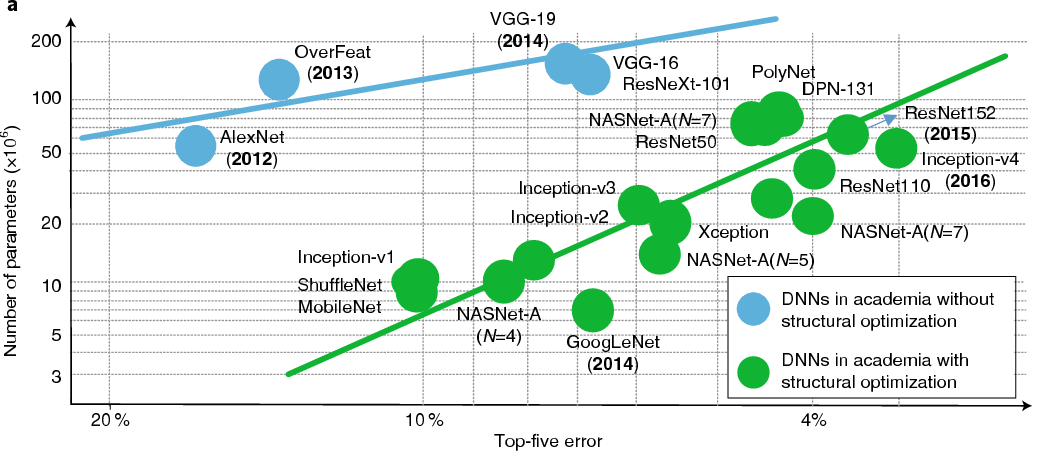 a
Number of parameters (×10⁶)
200
100
50
20
10
5
3
20 %
10 %
4%
Top-five error
VGG-19
(2014)
OverFeat
(2013)
AlexNet
(2012)
VGG-16
ResNeXt-101
PolyNet
DPN-131
NASNet-A(N=7)
ResNet50
ResNet152
(2015)
Inception-v4
(2016)
ResNet110
NASNet-A(N=7)
Inception-v3
Inception-v2
Xception
NASNet-A(N=5)
Inception-v1
ShuffleNet
MobileNet
NASNet-A
(N=4)
GoogLeNet
(2014)
DNNs in academia without
structural optimization
DNNs in academia with
structural optimization